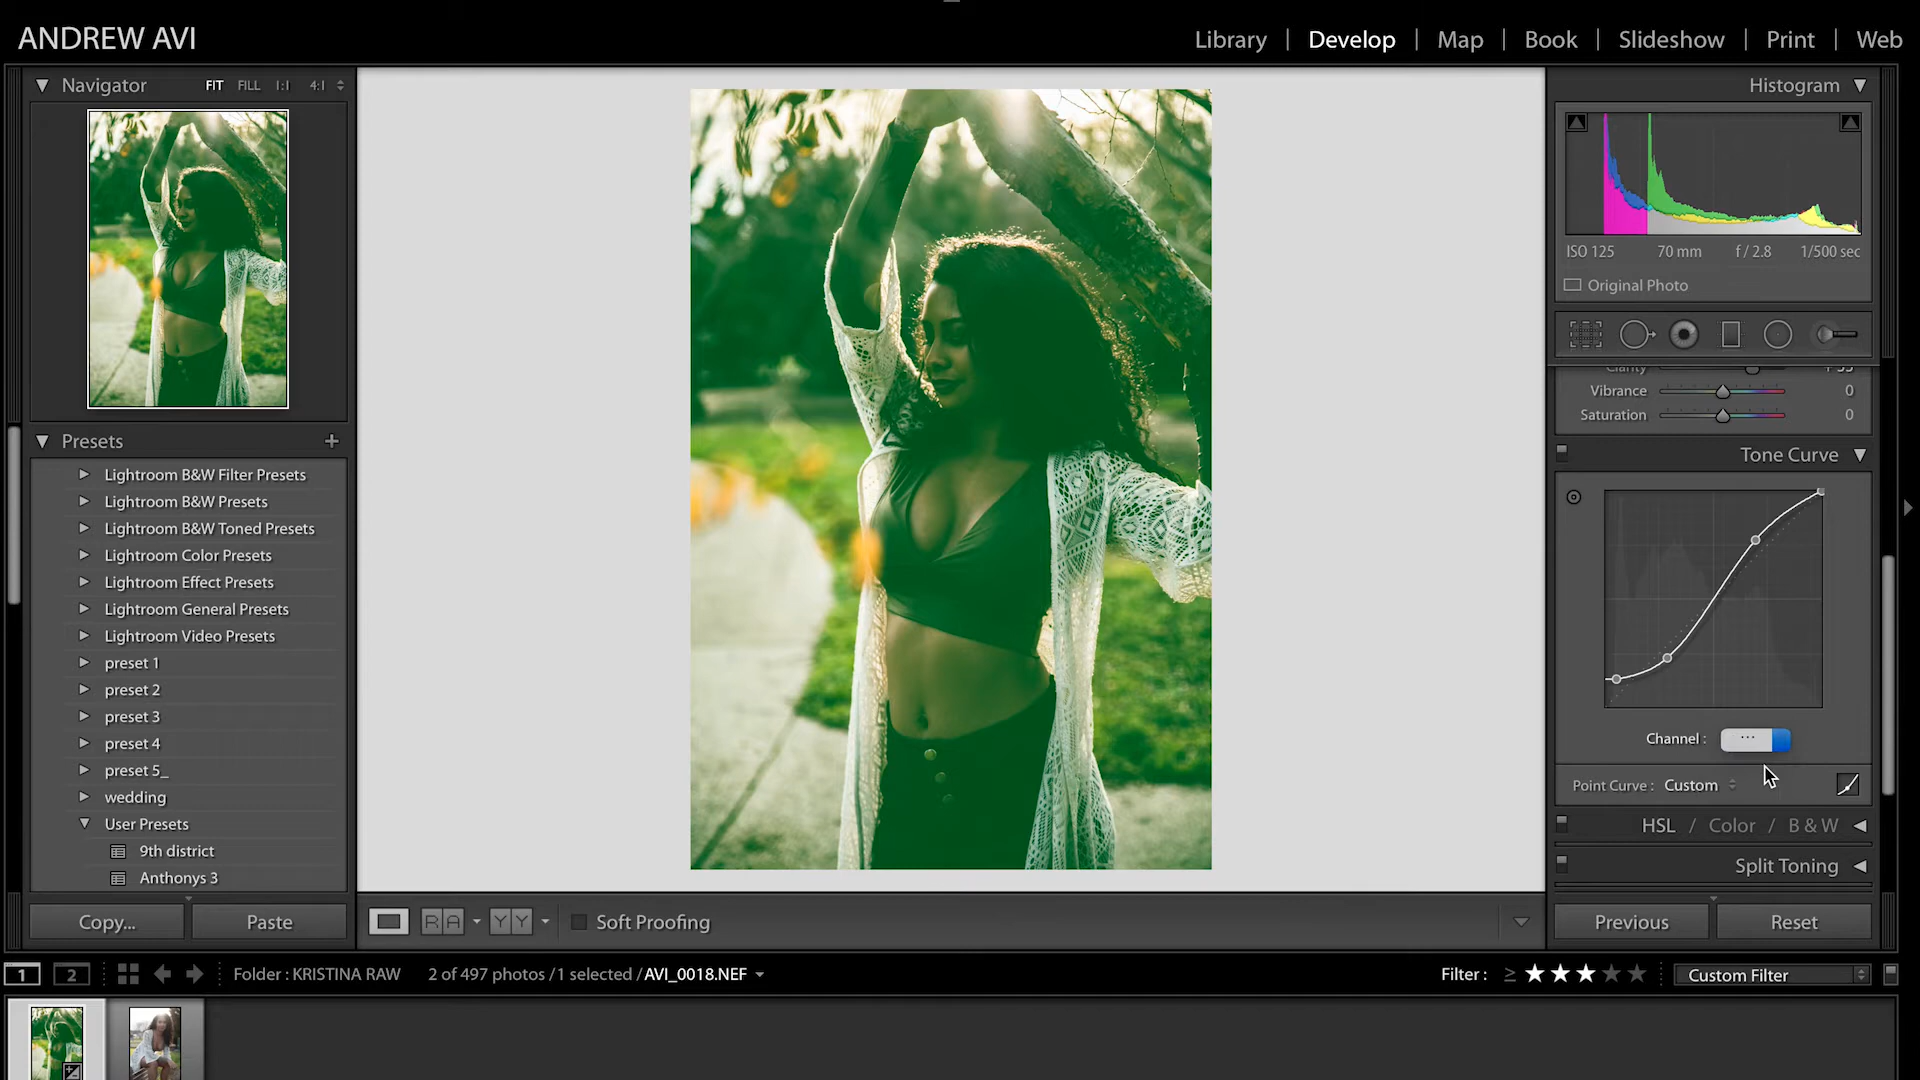 ANDREW AVI
Library | Develop | Map | Book | Slideshow | Print | Web
Navigator FIT FILL 1:1 4:1
Histogram
ISO 125 70 mm f / 2.8 1/500 sec
Original Photo
Clarity + 35
Vibrance 0
Saturation 0
Presets +
Lightroom B&W Filter Presets
Lightroom B&W Presets
Lightroom B&W Toned Presets
Lightroom Color Presets
Lightroom Effect Presets
Lightroom General Presets
Lightroom Video Presets
preset 1
preset 2
preset 3
preset 4
preset 5_
wedding
User Presets
9th district
Anthonys 3
Tone Curve
Channel : ...
Point Curve : Custom
HSL / Color / B & W
Split Toning
Copy... Paste
R A Y Y Soft Proofing
Previous Reset
1 2 Folder : KRISTINA RAW 2 of 497 photos /1 selected /AVI_0018.NEF Filter : ≥ ★★★★★ Custom Filter